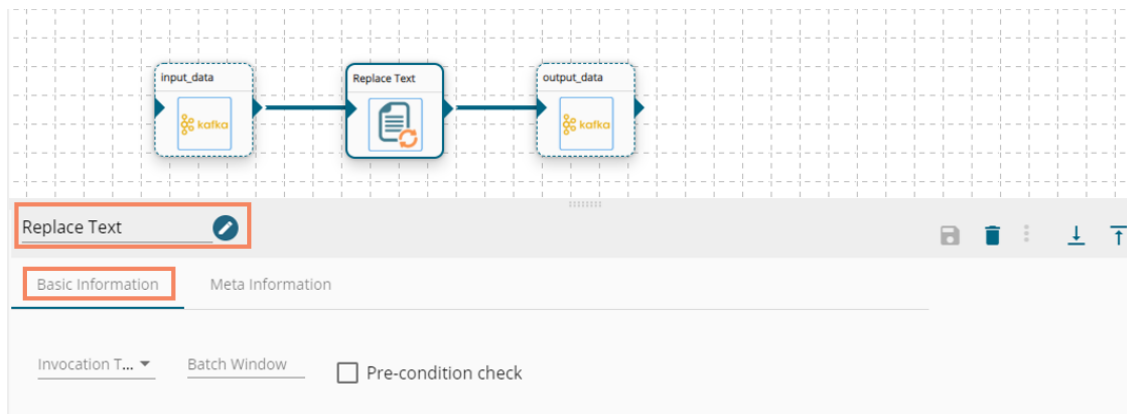 input_data
Replace Text
output_data
kafka
kafka
Replace Text
Basic Information
Meta Information
Invocation T...
Batch Window
Pre-condition check